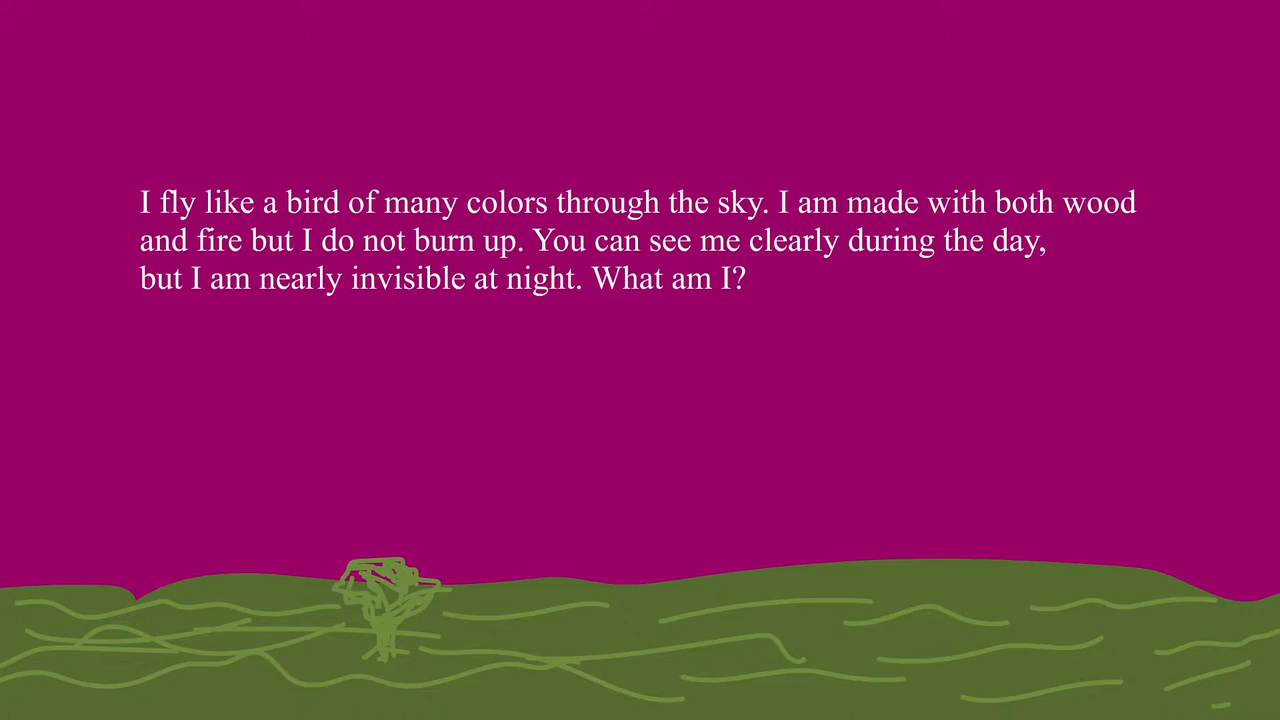 I fly like a bird of many colors through the sky. I am made with both wood
and fire but I do not burn up. You can see me clearly during the day,
but I am nearly invisible at night. What am I?